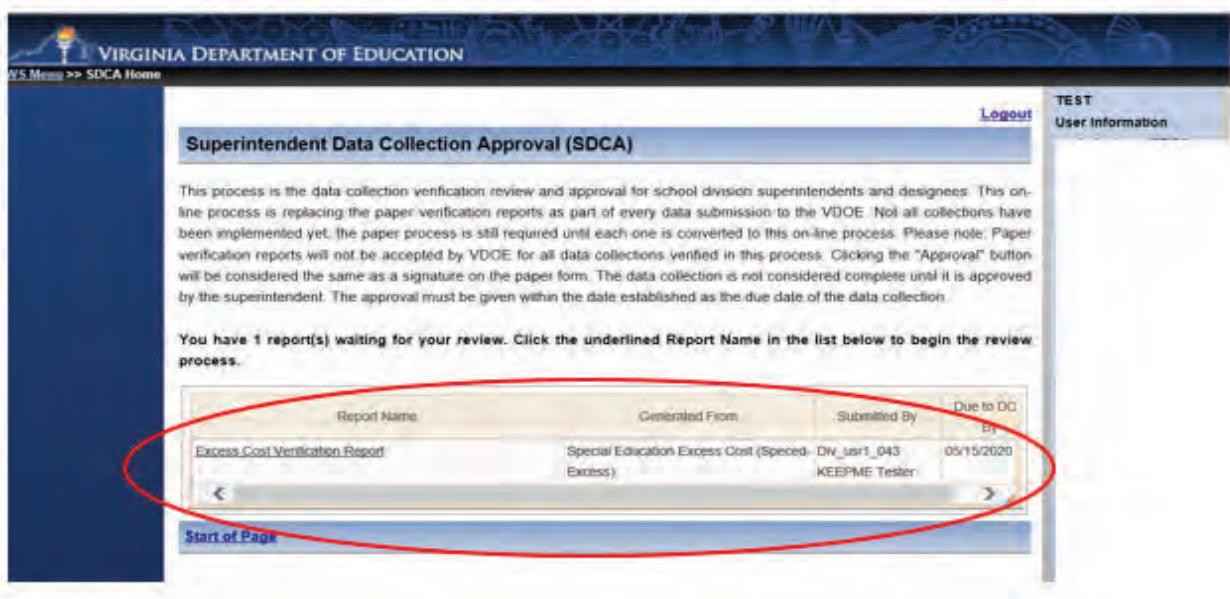 VIRGINIA DEPARTMENT OF EDUCATION
WS Menu >> SDCA Home
TEST
Logout
User Information
Superintendent Data Collection Approval (SDCA)
This process is the data collection verification review and approval for school division superintendents and designees. This on-
line process is replacing the paper verification reports as part of every data submission to the VDOE. Not all collections have
been implemented yet, the paper process is still required until each one is converted to this on-line process. Please note: Paper
verification reports will not be accepted by VDOE for all data collections verified in this process. Clicking the "Approval" button
will be considered the same as a signature on the paper form. The data collection is not considered complete until it is approved
by the superintendent. The approval must be given within the date established as the due date of the data collection.
You have 1 report(s) waiting for your review. Click the underlined Report Name in the list below to begin the review
process.
Report Name Generated From Submitted By Due to DC
By
Excess Cost Verification Report Special Education Excess Cost (Speced- Div_usr1_043 05/15/2020
Excess) KEEPME Tester
Start of Page